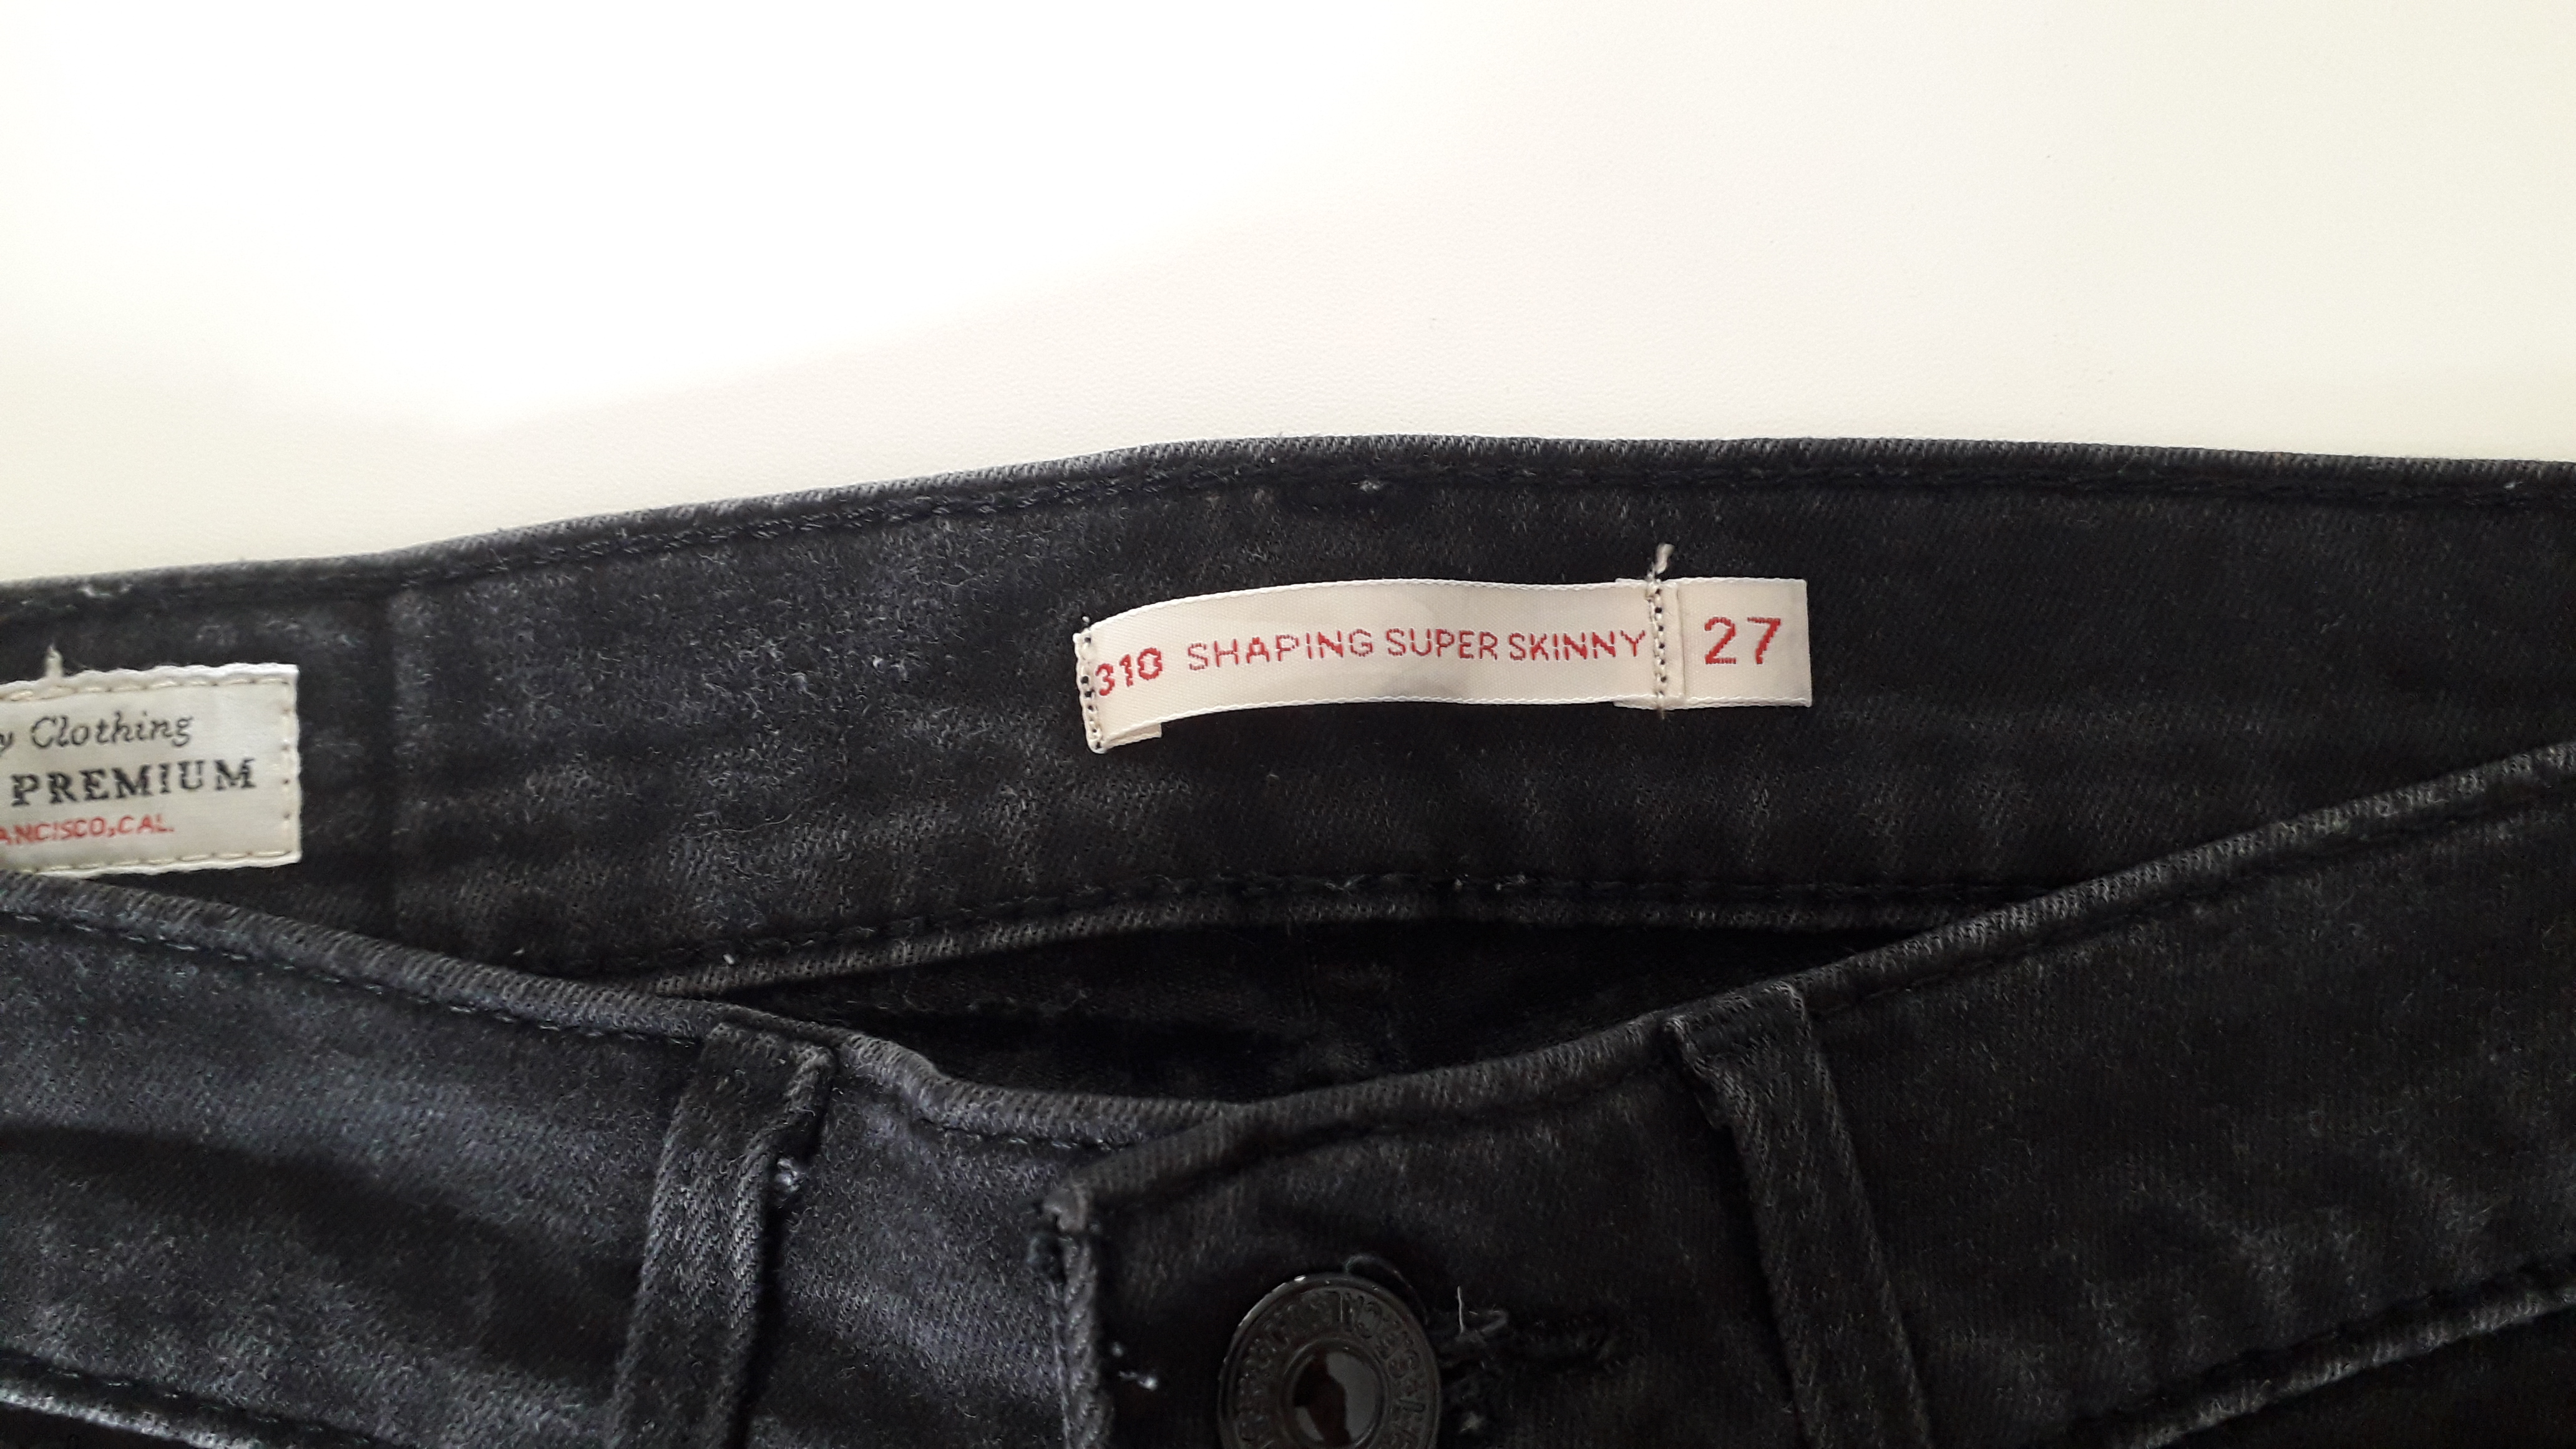 310 SHAPING SUPER SKINNY 27
y Clothing
PREMIUM
ANCISCO, CAL.